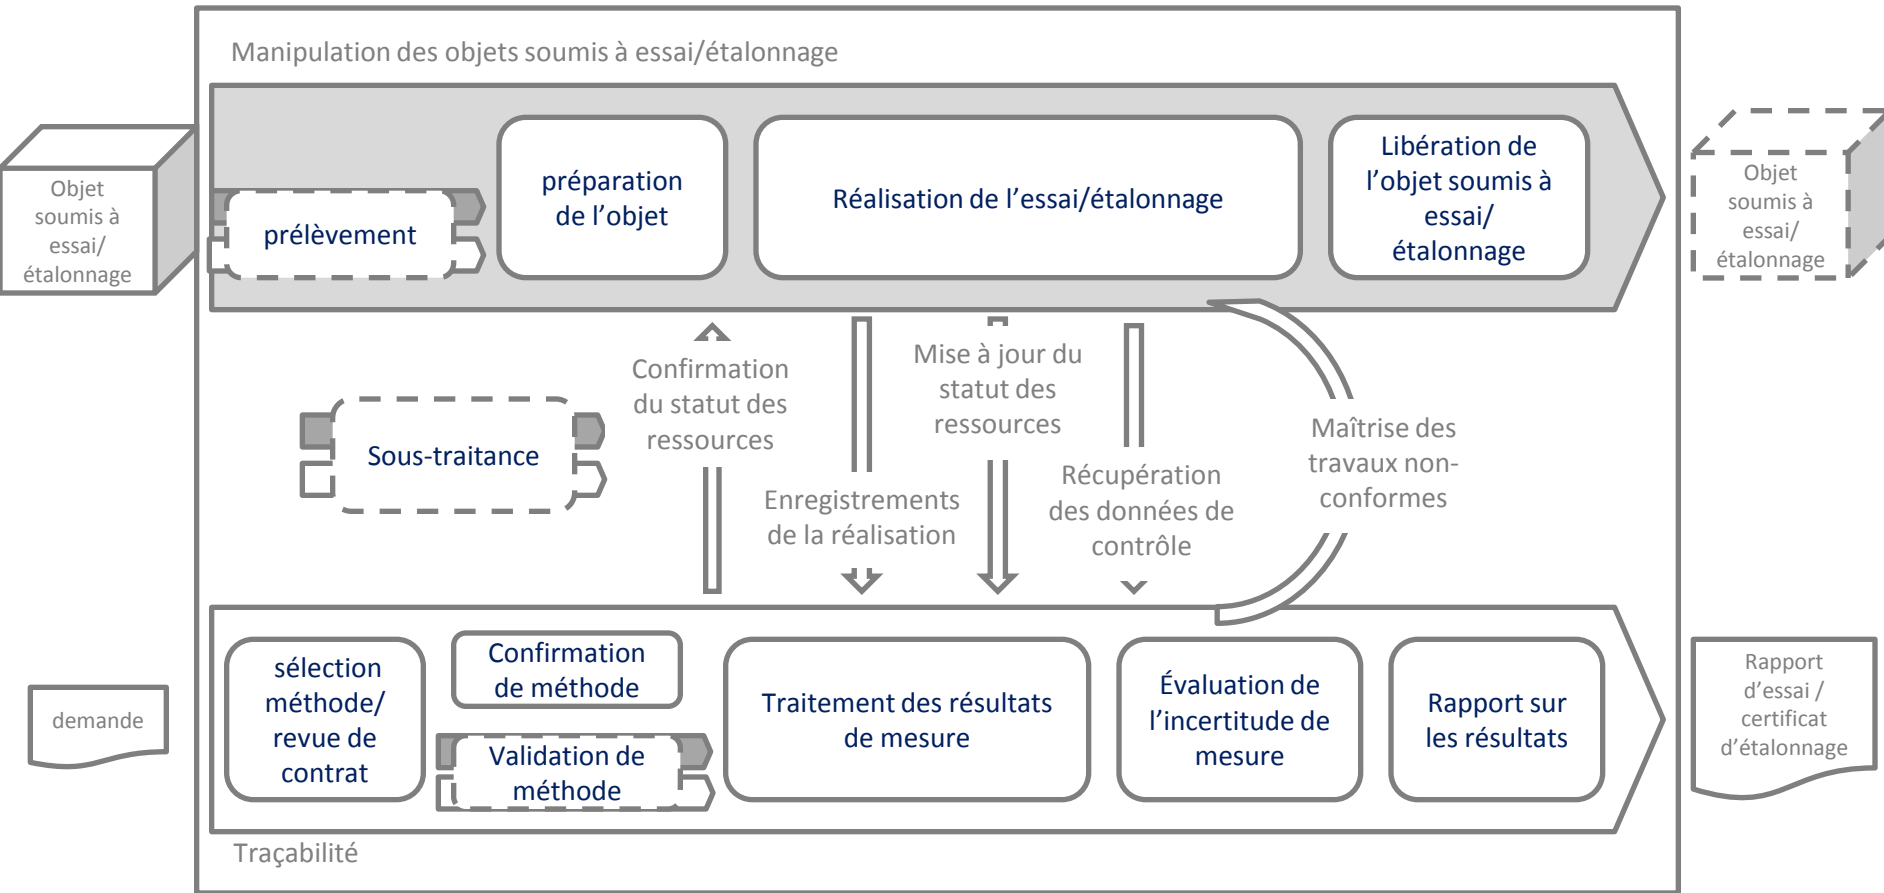 Manipulation des objets soumis à essai/étalonnage
Objet
soumis à
essai/
étalonnage
prélèvement
préparation
de l’objet
Réalisation de l’essai/étalonnage
Libération de
l’objet soumis à
essai/
étalonnage
Objet
soumis à
essai/
étalonnage
Sous-traitance
Confirmation
du statut des
ressources
Enregistrements
de la réalisation
Mise à jour du
statut des
ressources
Récupération
des données de
contrôle
Maîtrise des
travaux non-
conformes
demande
sélection
méthode/
revue de
contrat
Confirmation
de méthode
Validation de
méthode
Traitement des résultats
de mesure
Évaluation de
l’incertitude de
mesure
Rapport sur
les résultats
Rapport
d’essai /
certificat
d’étalonnage
Traçabilité